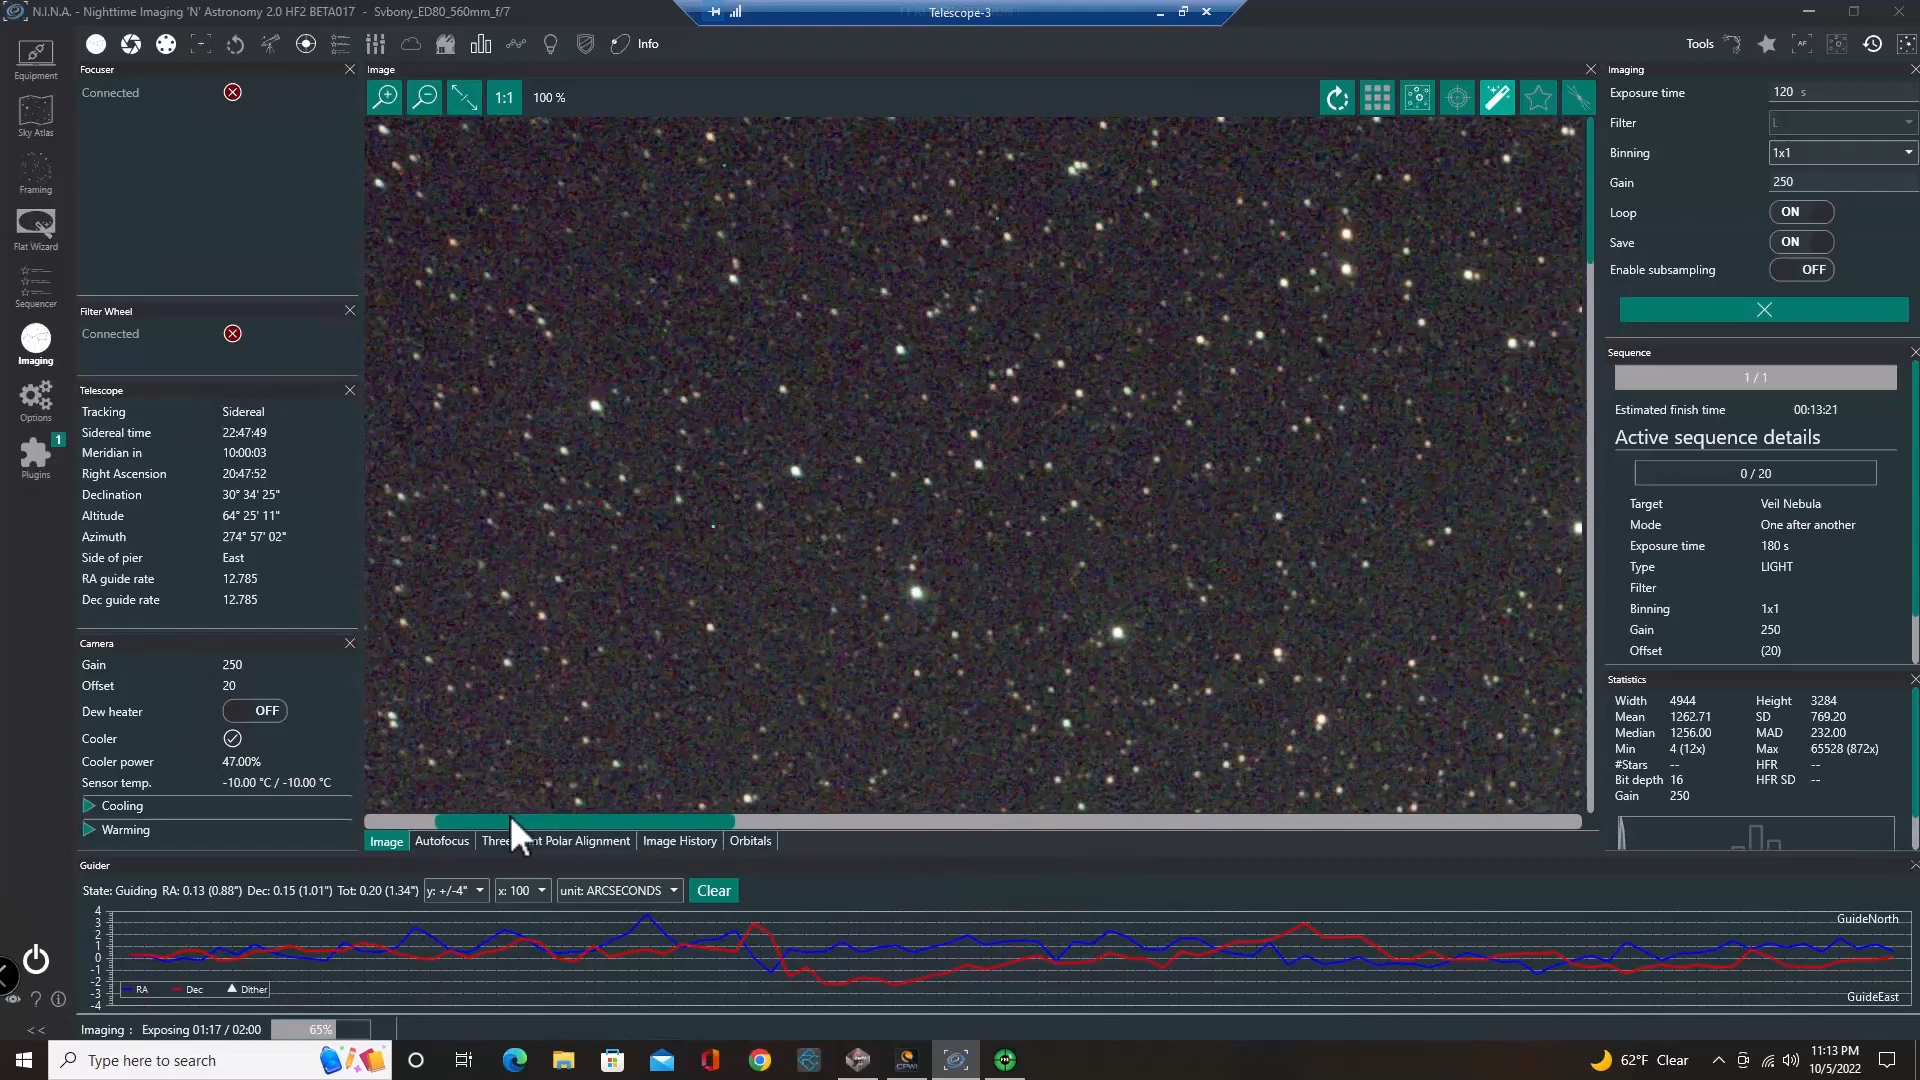 N.I.N.A. - Nighttime Imaging 'N' Astronomy 2.0 HF2 BETA017 - Svbony_ED80_560mm_f/7
Telescope-3
Info
Tools
AF
Equipment
Sky Atlas
Framing
Flat Wizard
Sequencer
Imaging
Options
1
Plugins
Focuser
Connected
Filter Wheel
Connected
Telescope
Tracking Sidereal
Sidereal time 22:47:49
Meridian in 10:00:03
Right Ascension 20:47:52
Declination 30° 34' 25"
Altitude 64° 25' 11"
Azimuth 274° 57' 02"
Side of pier East
RA guide rate 12.785
Dec guide rate 12.785
Camera
Gain 250
Offset 20
Dew heater OFF
Cooler
Cooler power 47.00%
Sensor temp. -10.00 °C / -10.00 °C
Cooling
Warming
Image
1:1 100 %
Image Autofocus Image History Orbitals
Polar Alignment
Imaging
Exposure time 120 s
Filter L
Binning 1x1
Gain 250
Loop ON
Save ON
Enable subsampling OFF
Sequence
1 / 1
Estimated finish time 00:13:21
Active sequence details
0 / 20
Target Veil Nebula
Mode One after another
Exposure time 180 s
Type LIGHT
Filter
Binning 1x1
Gain 250
Offset (20)
Statistics
Width 4944 Height 3284
Mean 1262.71 SD 769.20
Median 1256.00 MAD 232.00
Min 4 (12x) Max 65528 (872x)
#Stars -- HFR --
Bit depth 16 HFR SD --
Gain 250
Guider
State: Guiding RA: 0.13 (0.88") Dec: 0.15 (1.01") Tot: 0.20 (1.34") y: +/-4" x: 100 unit: ARCSECONDS Clear
4
3
2
1
0
-1
-2
-3
-4
GuideNorth
GuideEast
RA Dec Dither
<< Imaging : Exposing 01:17 / 02:00 65%
Type here to search
CPWI
62°F Clear
11:13 PM
10/5/2022